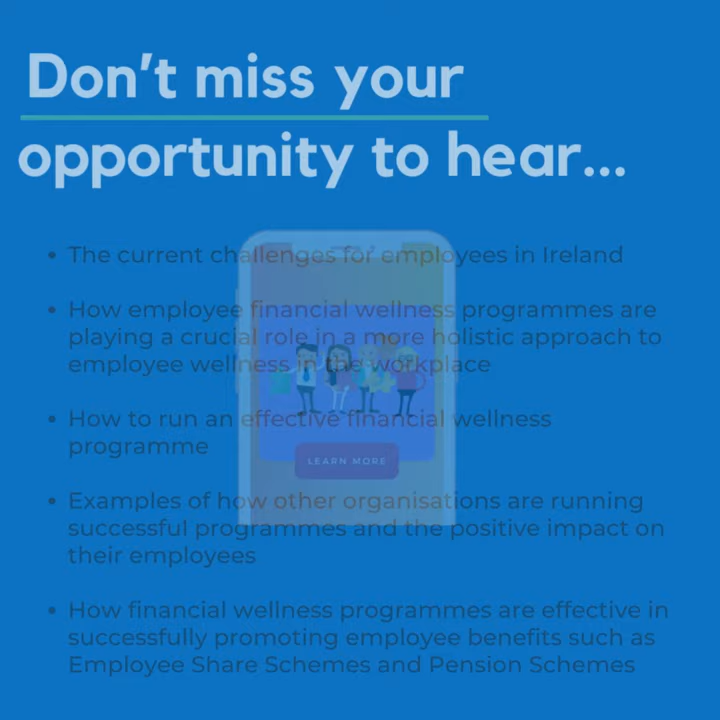 Don't miss your
opportunity to hear...
• The current challenges for employees in Ireland
• How employee financial wellness programmes are
playing a crucial role in a more holistic approach to
employee wellness in the workplace
• How to run an effective financial wellness
programme
LEARN MORE
• Examples of how other organisations are running
successful programmes and the positive impact on
their employees
• How financial wellness programmes are effective in
successfully promoting employee benefits such as
Employee Share Schemes and Pension Schemes